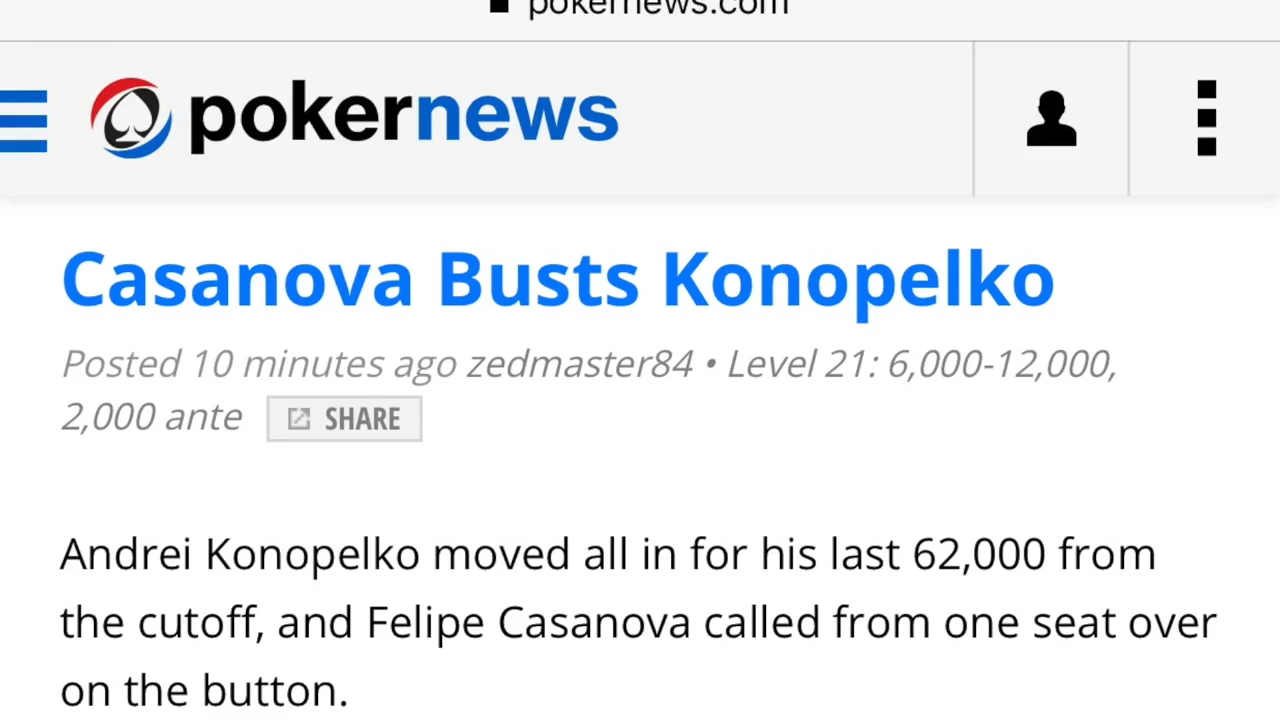 pokernews.com
pokernews
Casanova Busts Konopelko
Posted 10 minutes ago zedmaster84 • Level 21: 6,000-12,000,
2,000 ante SHARE
Andrei Konopelko moved all in for his last 62,000 from
the cutoff, and Felipe Casanova called from one seat over
on the button.